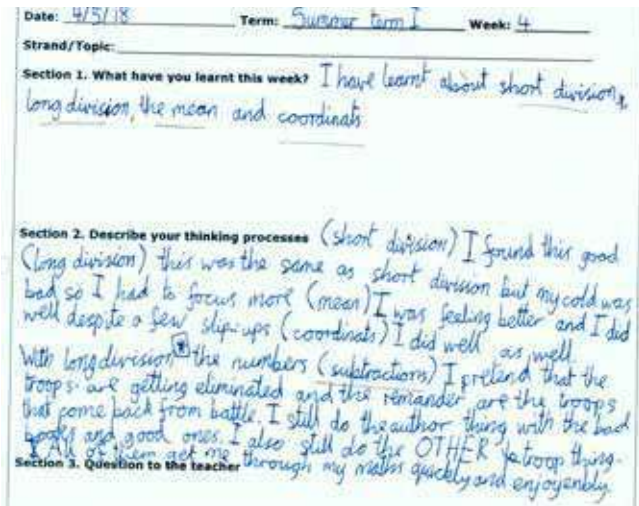 Date: 4/5/18 Term: Summer term 1 Week: 4
Strand/Topic:
Section 1. What have you learnt this week? I have learnt about short division,
long division, the mean and coordinats
Section 2. Describe your thinking processes (short division) I found this good
(long division) this was the same as short division but my cold was
bad so I had to focus more (mean) I was feeling better and I did
well despite a few slip-ups (coordinats) I did well as well.
With long division the numbers (subtractions) I pretend that the
troops are getting eliminated and the remander are the troops
that come back from battle. I still do the author thing with the bad
books and good ones. I also still do the OTHER troop thing.
All of them get me through my maths quickly and enjoyenbly.
Section 3. Question to the teacher